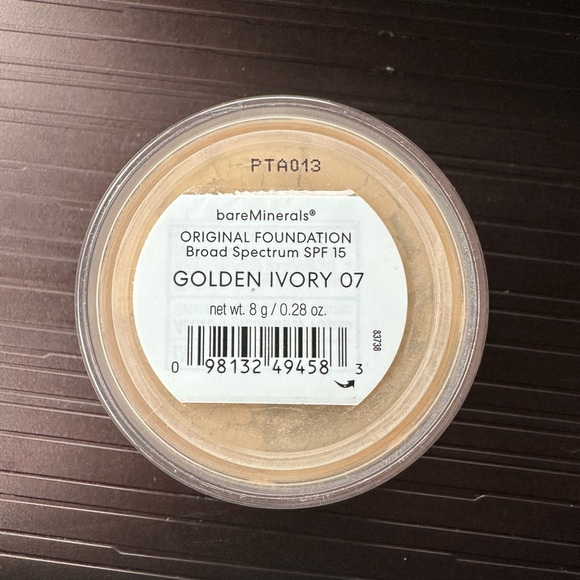 PTA013
bareMinerals®
ORIGINAL FOUNDATION
Broad Spectrum SPF 15
GOLDEN IVORY 07
net wt. 8 g / 0.28 oz.
83738
0 98132 49458 3